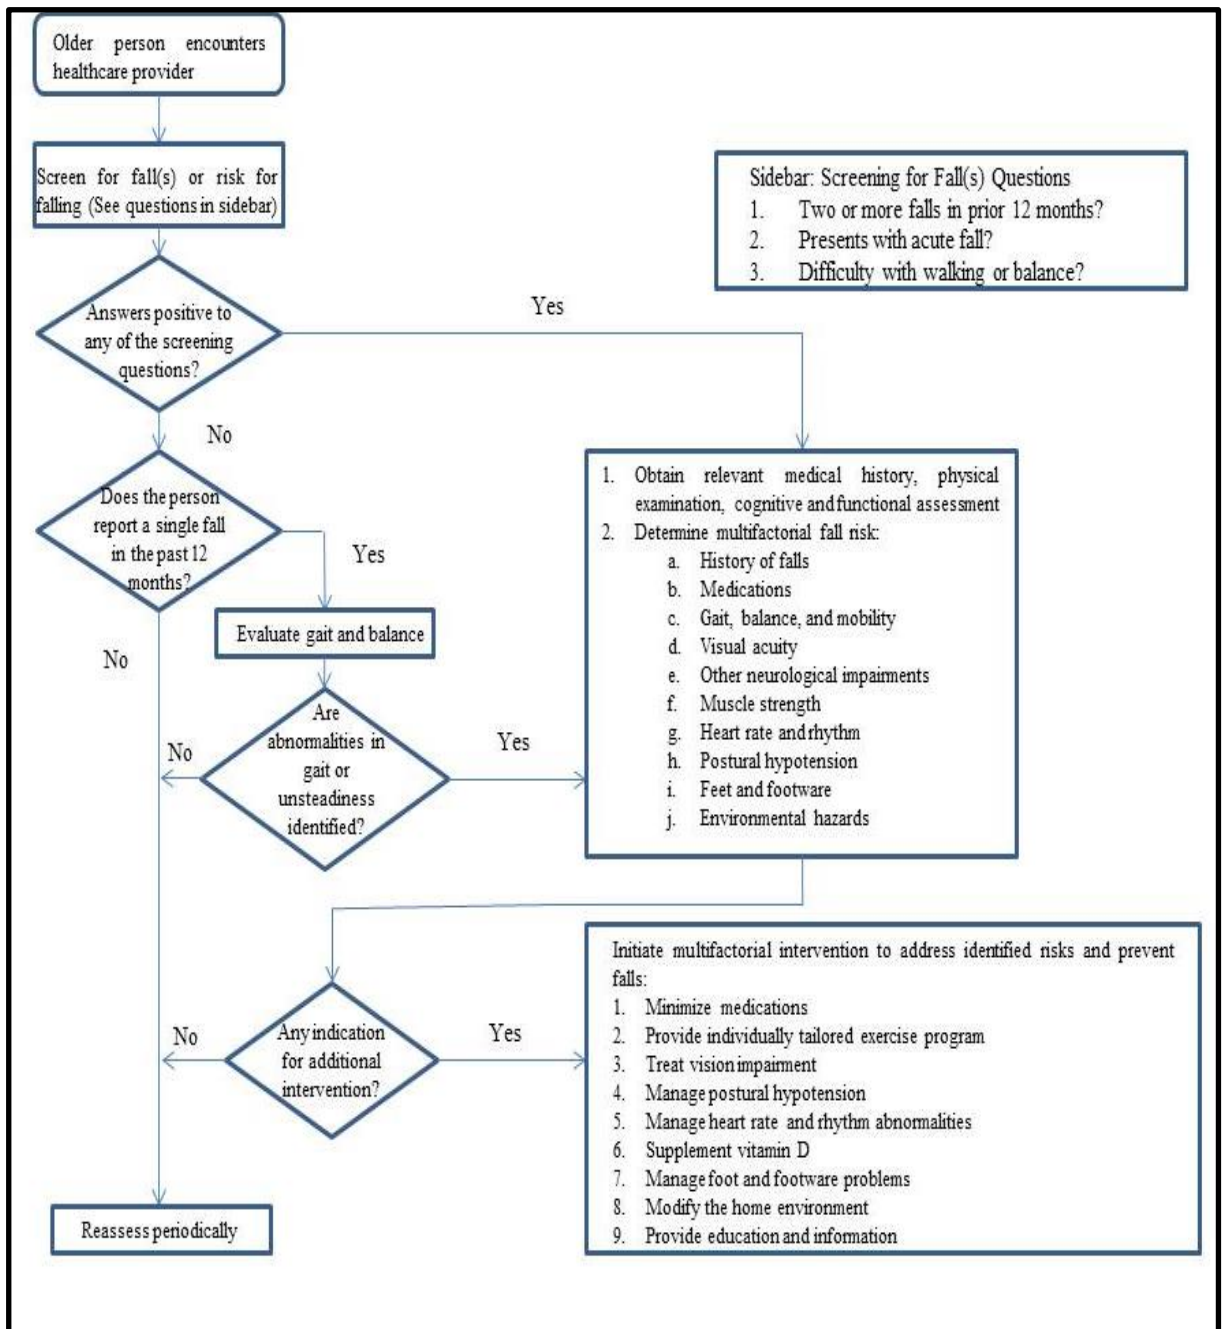 Older person encounters
healthcare provider
Screen for fall(s) or risk for
falling (See questions in sidebar)
Sidebar: Screening for Fall(s) Questions
1. Two or more falls in prior 12 months?
2. Presents with acute fall?
3. Difficulty with walking or balance?
Answers positive to
any of the screening
questions?
Yes
No
Does the person
report a single fall
in the past 12
months?
Yes
No
Evaluate gait and balance
Are
abnormalities in
gait or
unsteadiness
identified?
No
Yes
1. Obtain relevant medical history, physical
examination, cognitive and functional assessment
2. Determine multifactorial fall risk:
a. History of falls
b. Medications
c. Gait, balance, and mobility
d. Visual acuity
e. Other neurological impairments
f. Muscle strength
g. Heart rate and rhythm
h. Postural hypotension
i. Feet and footware
j. Environmental hazards
Any indication
for additional
intervention?
No
Yes
Initiate multifactorial intervention to address identified risks and prevent
falls:
1. Minimize medications
2. Provide individually tailored exercise program
3. Treat vision impairment
4. Manage postural hypotension
5. Manage heart rate and rhythm abnormalities
6. Supplement vitamin D
7. Manage foot and footware problems
8. Modify the home environment
9. Provide education and information
Reassess periodically